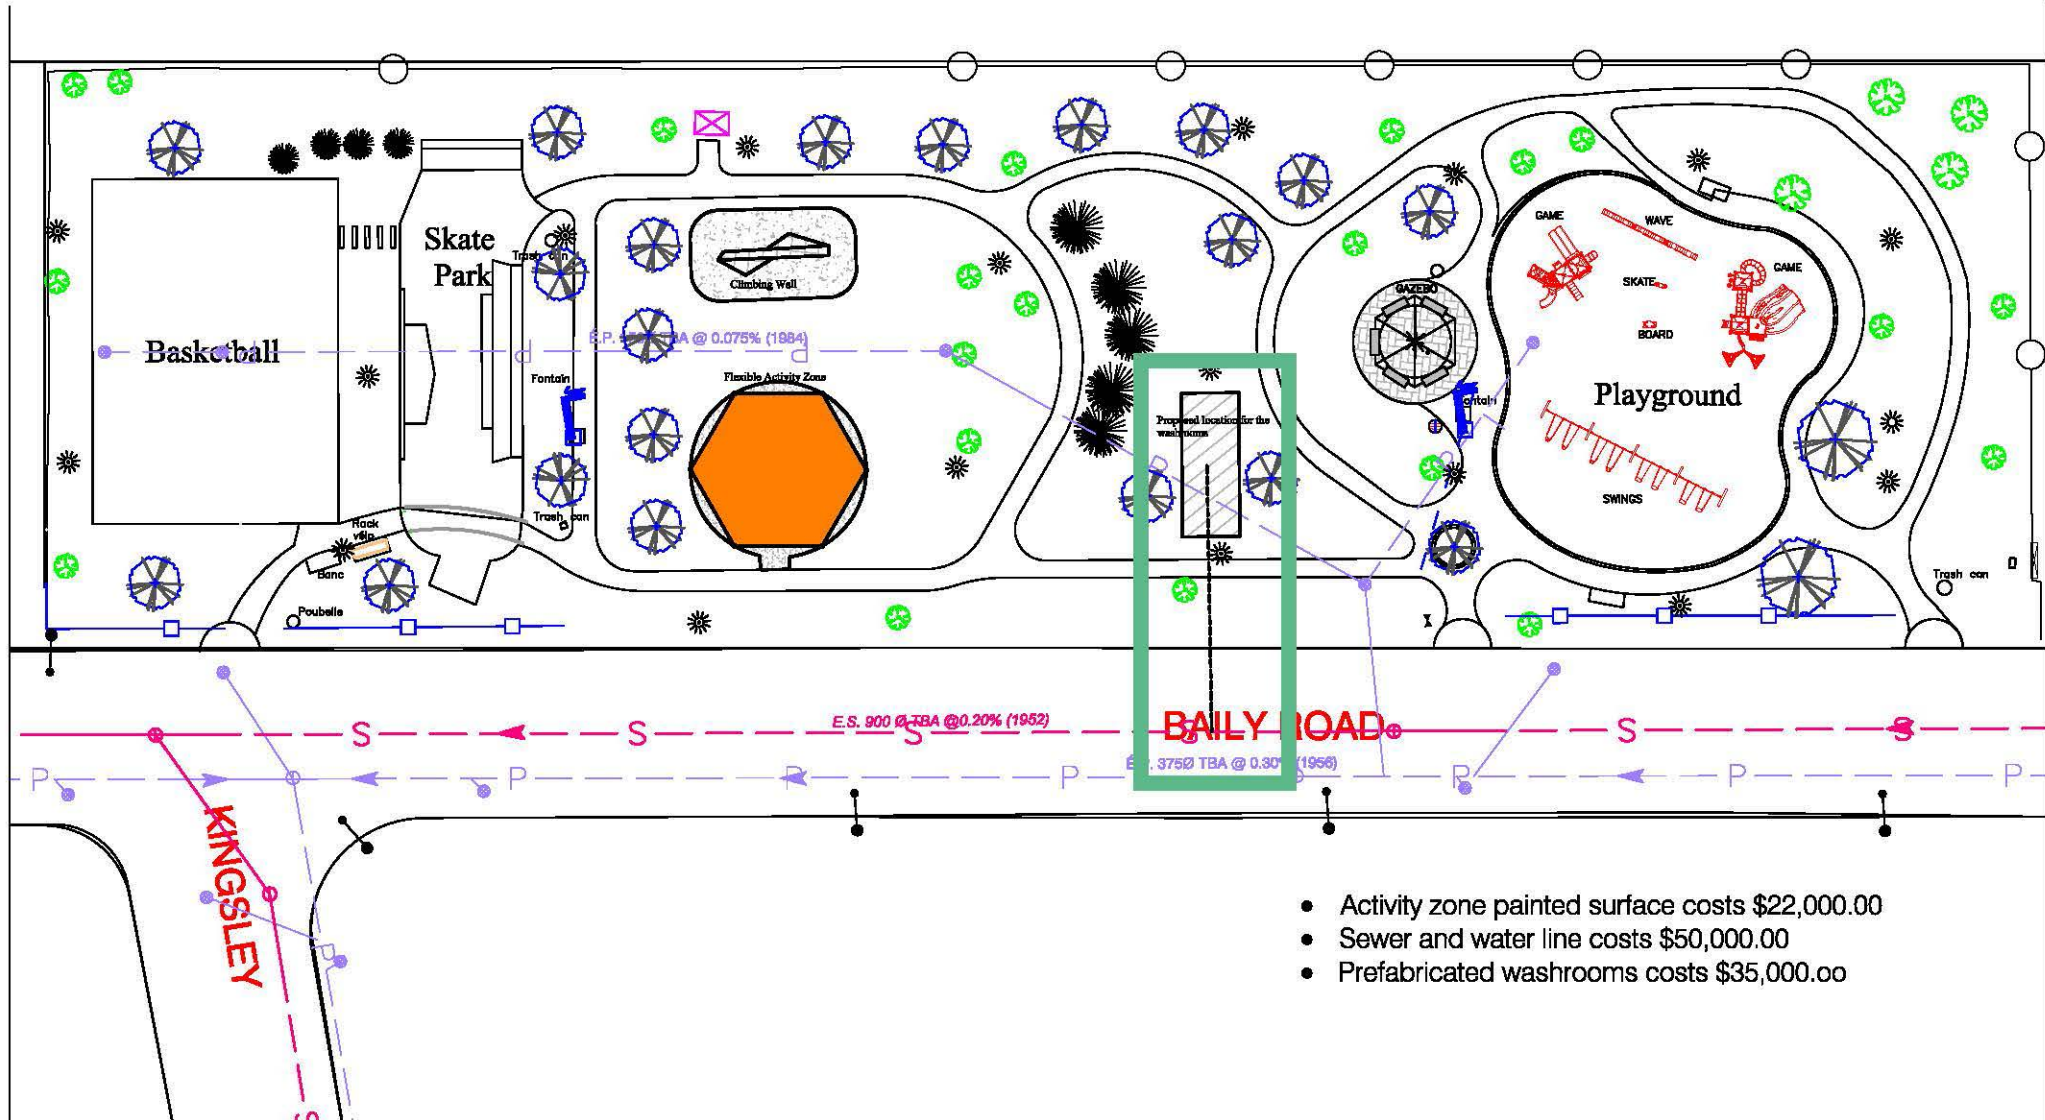 Skate
Park
Trash can
Climbing Wall
GAZEBO
GAME
WAVE
GAME
SKATE
BOARD
Playground
SWINGS
Basketball
P
P
P
TBA @ 0.075% (1984)
Flexible Activity Zone
Fontain
Proposed location for the
washrooms
P
Trash can
Rack
vélo
Banc
Poubelle
Trash can
E.S. 900 Ø TBA @0.20% (1952)
BAILY ROAD
S
S
S
S
S
S
375Ø TBA @ 0.30% (1956)
P
P
P
P
P
P
P
KINGSLEY
P
S
• Activity zone painted surface costs $22,000.00
• Sewer and water line costs $50,000.00
• Prefabricated washrooms costs $35,000.oo